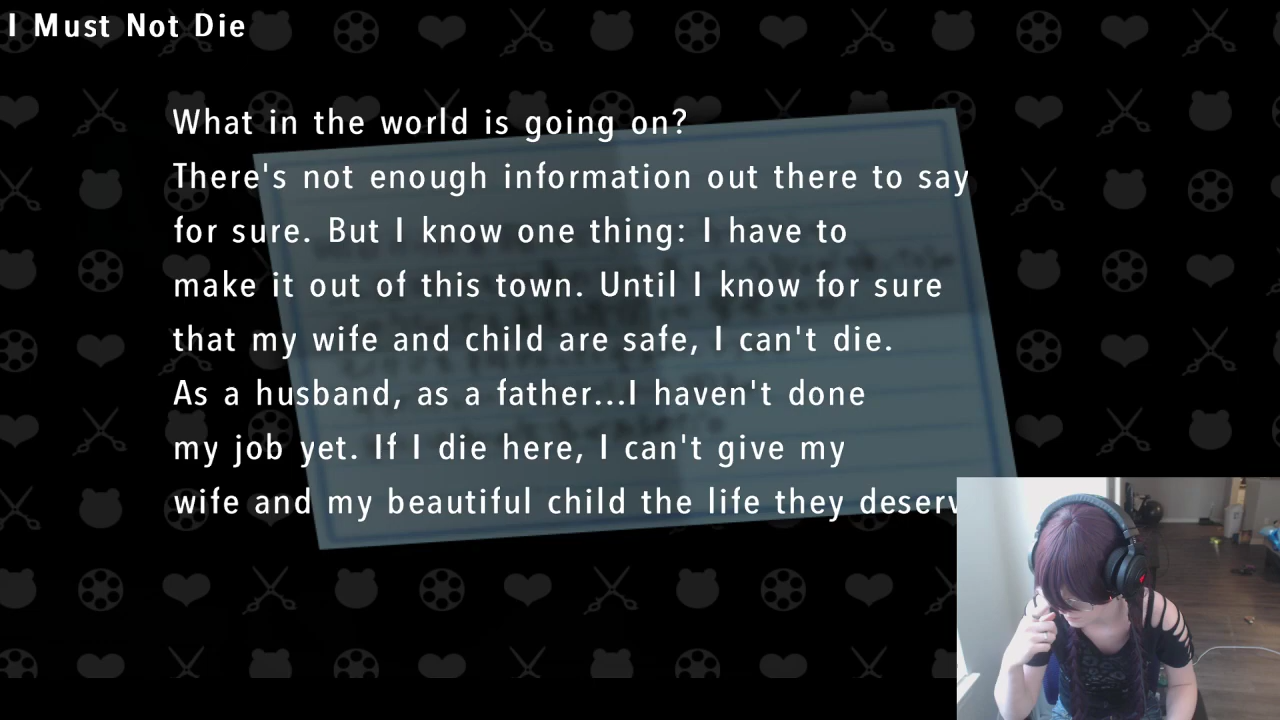 I Must Not Die
What in the world is going on?
There's not enough information out there to say
for sure. But I know one thing: I have to
make it out of this town. Until I know for sure
that my wife and child are safe, I can't die.
As a husband, as a father...I haven't done
my job yet. If I die here, I can't give my
wife and my beautiful child the life they deserv